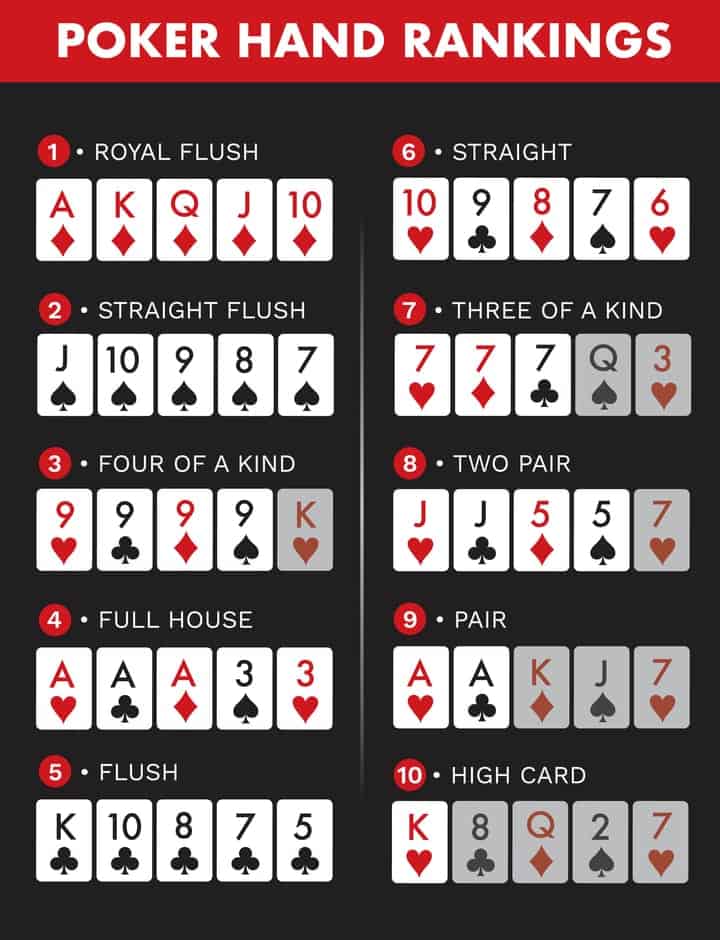 POKER HAND RANKINGS
1 • ROYAL FLUSH
A K Q J 10
2 • STRAIGHT FLUSH
J 10 9 8 7
3 • FOUR OF A KIND
9 9 9 9 K
4 • FULL HOUSE
A A A 3 3
5 • FLUSH
K 10 8 7 5
6 • STRAIGHT
10 9 8 7 6
7 • THREE OF A KIND
7 7 7 Q 3
8 • TWO PAIR
J J 5 5 7
9 • PAIR
A A K J 7
10 • HIGH CARD
K 8 Q 2 7